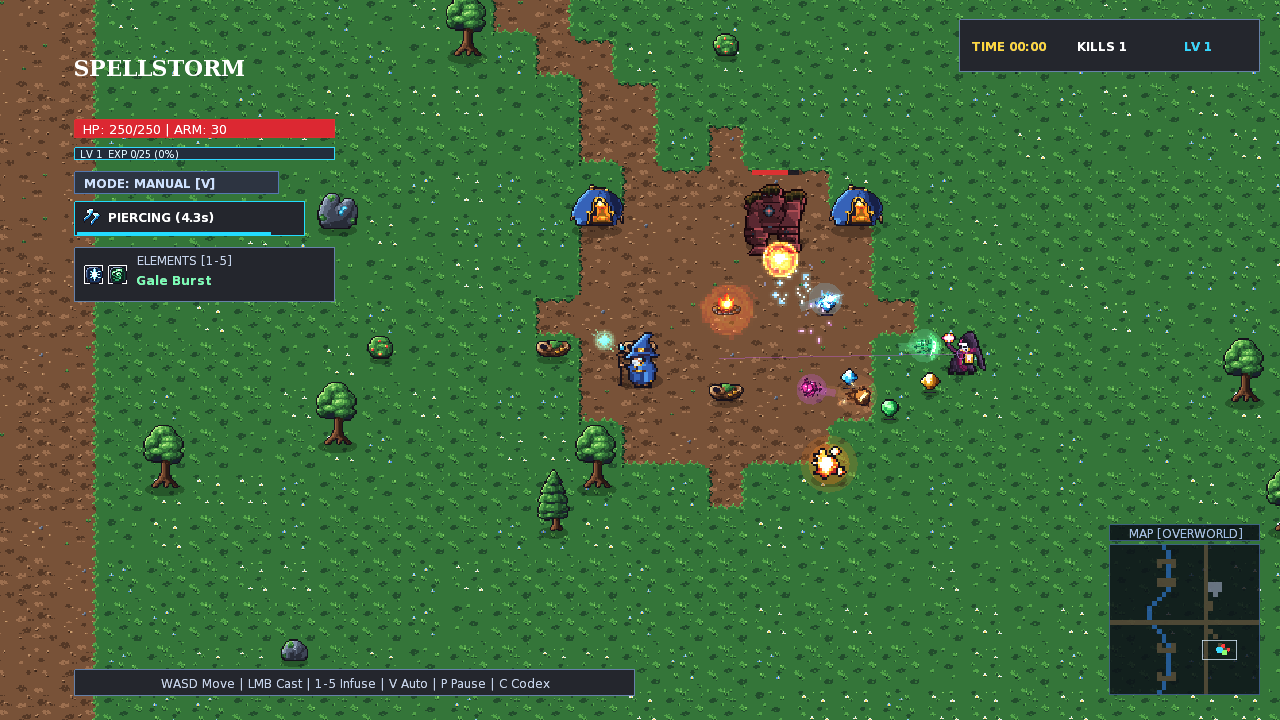 SPELLSTORM
TIME 00:00 KILLS 1 LV 1
HP: 250/250 | ARM: 30
LV 1 EXP 0/25 (0%)
MODE: MANUAL [V]
PIERCING (4.3s)
ELEMENTS [1-5]
Gale Burst
MAP [OVERWORLD]
WASD Move | LMB Cast | 1-5 Infuse | V Auto | P Pause | C Codex